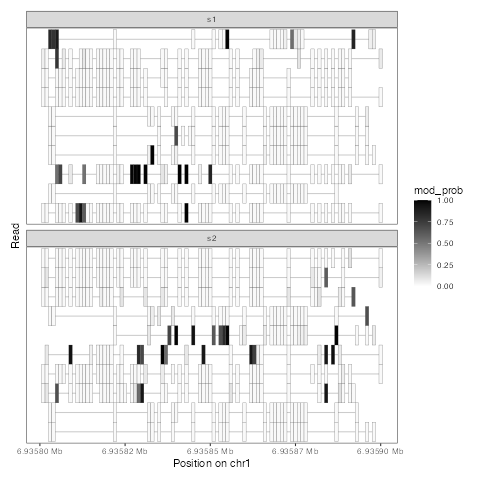 s1
s2
Read
mod_prob
1.00
0.75
0.50
0.25
0.00
6.93580 Mb
6.93582 Mb
6.93585 Mb
6.93587 Mb
6.93590 Mb
Position on chr1